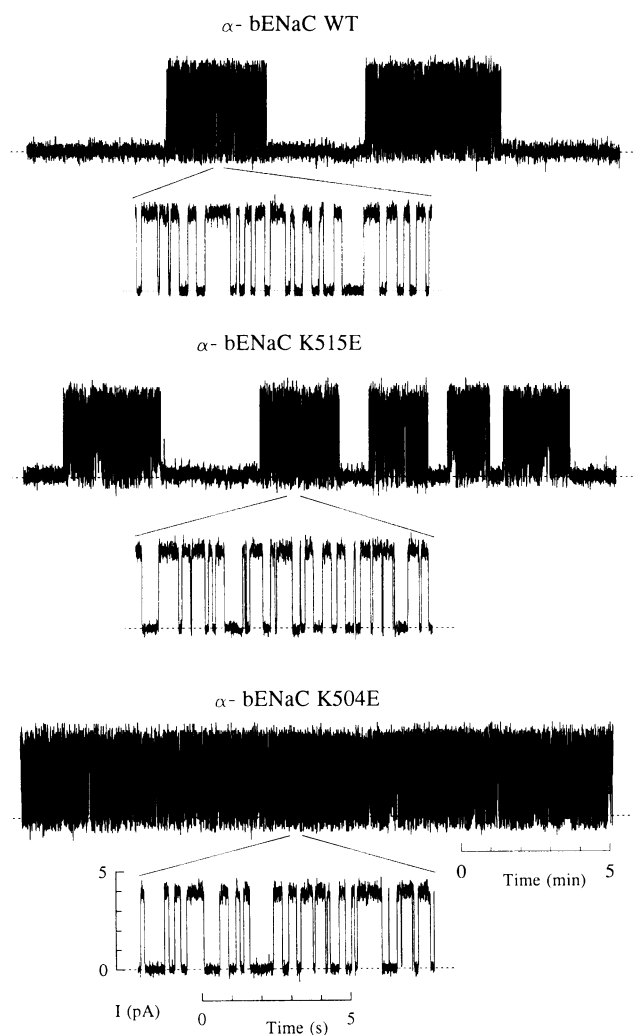 α- bENaC WT
α- bENaC K515E
α- bENaC K504E
0 5
Time (min)
5
0
I (pA)
0 5
Time (s)